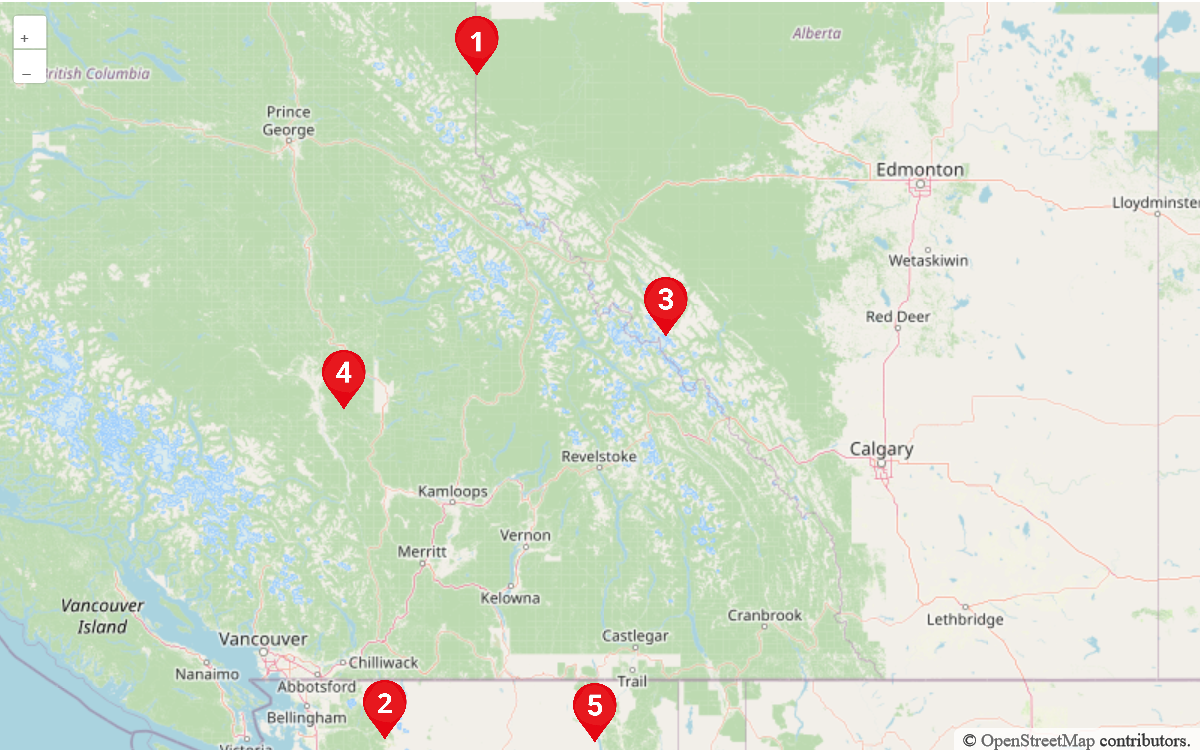 +
–
British Columbia
1
Alberta
Prince
George
Edmonton
Lloydminster
Wetaskiwin
3
Red Deer
4
Calgary
Revelstoke
Kamloops
Vernon
Merritt
Kelowna
Vancouver
Island
Cranbrook
Lethbridge
Vancouver
Castlegar
Chilliwack
Nanaimo
Abbotsford
Trail
2
5
Bellingham
Victoria
© OpenStreetMap contributors.